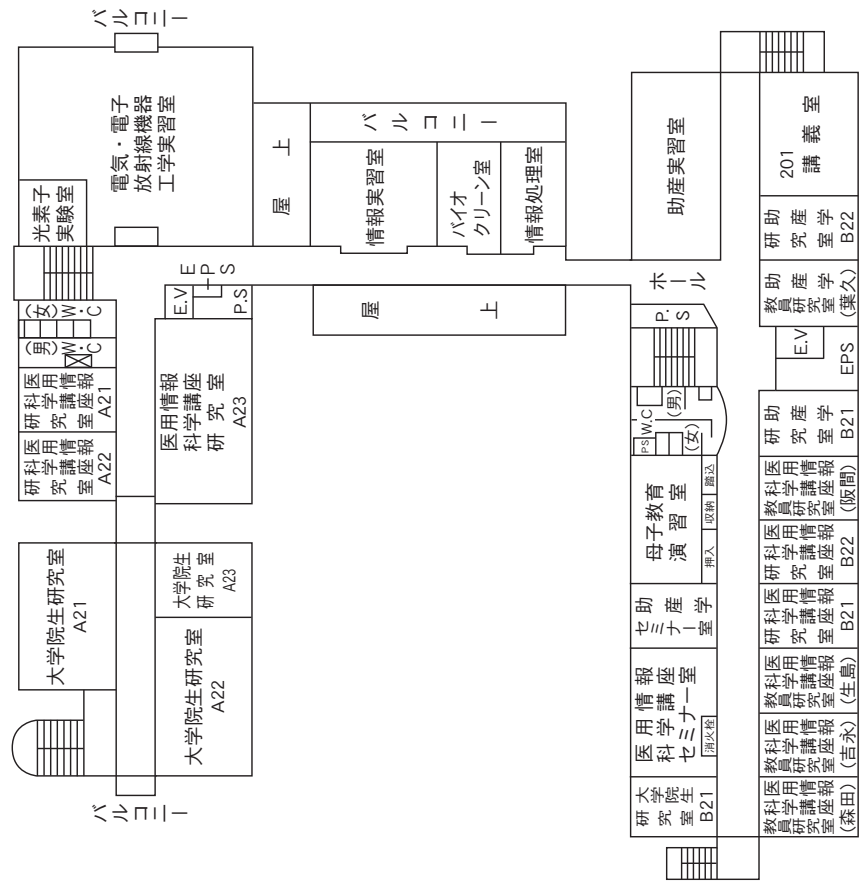 バルコニー
電気・電子
放射線機器
工学実習室
光素子
実験室
屋上
バルコニー
情報実習室
バイオ
クリーン室
情報処理室
助産実習室
201
講義室
(女)
W・C
(男)
W・C
E.V
EPS
P.S
屋上
ホール
P.S
助産学
研究室
B22
助産学
教員研究室
(葉久)
医用情報
科学講座
研究室
A21
医用情報
科学講座
研究室
A22
医用情報
科学講座
研究室
A23
W.C
(男)
(女)
PS
E.V
EPS
助産学
研究室
B21
医用情報
科学講座
教員研究室
(阪間)
母子教育
演習室
踏込
収納
押入
医用情報
科学講座
研究室
B22
大学院生研究室
A21
大学院生
研究室
A23
大学院生研究室
A22
助産学
セミナー室
医用情報
科学講座
研究室
B21
医用情報
科学講座
セミナー室
消火栓
医用情報
科学講座
教員研究室
(生島)
医用情報
科学講座
教員研究室
(吉永)
大学院生
研究室
B21
医用情報
科学講座
教員研究室
(森田)
バルコニー